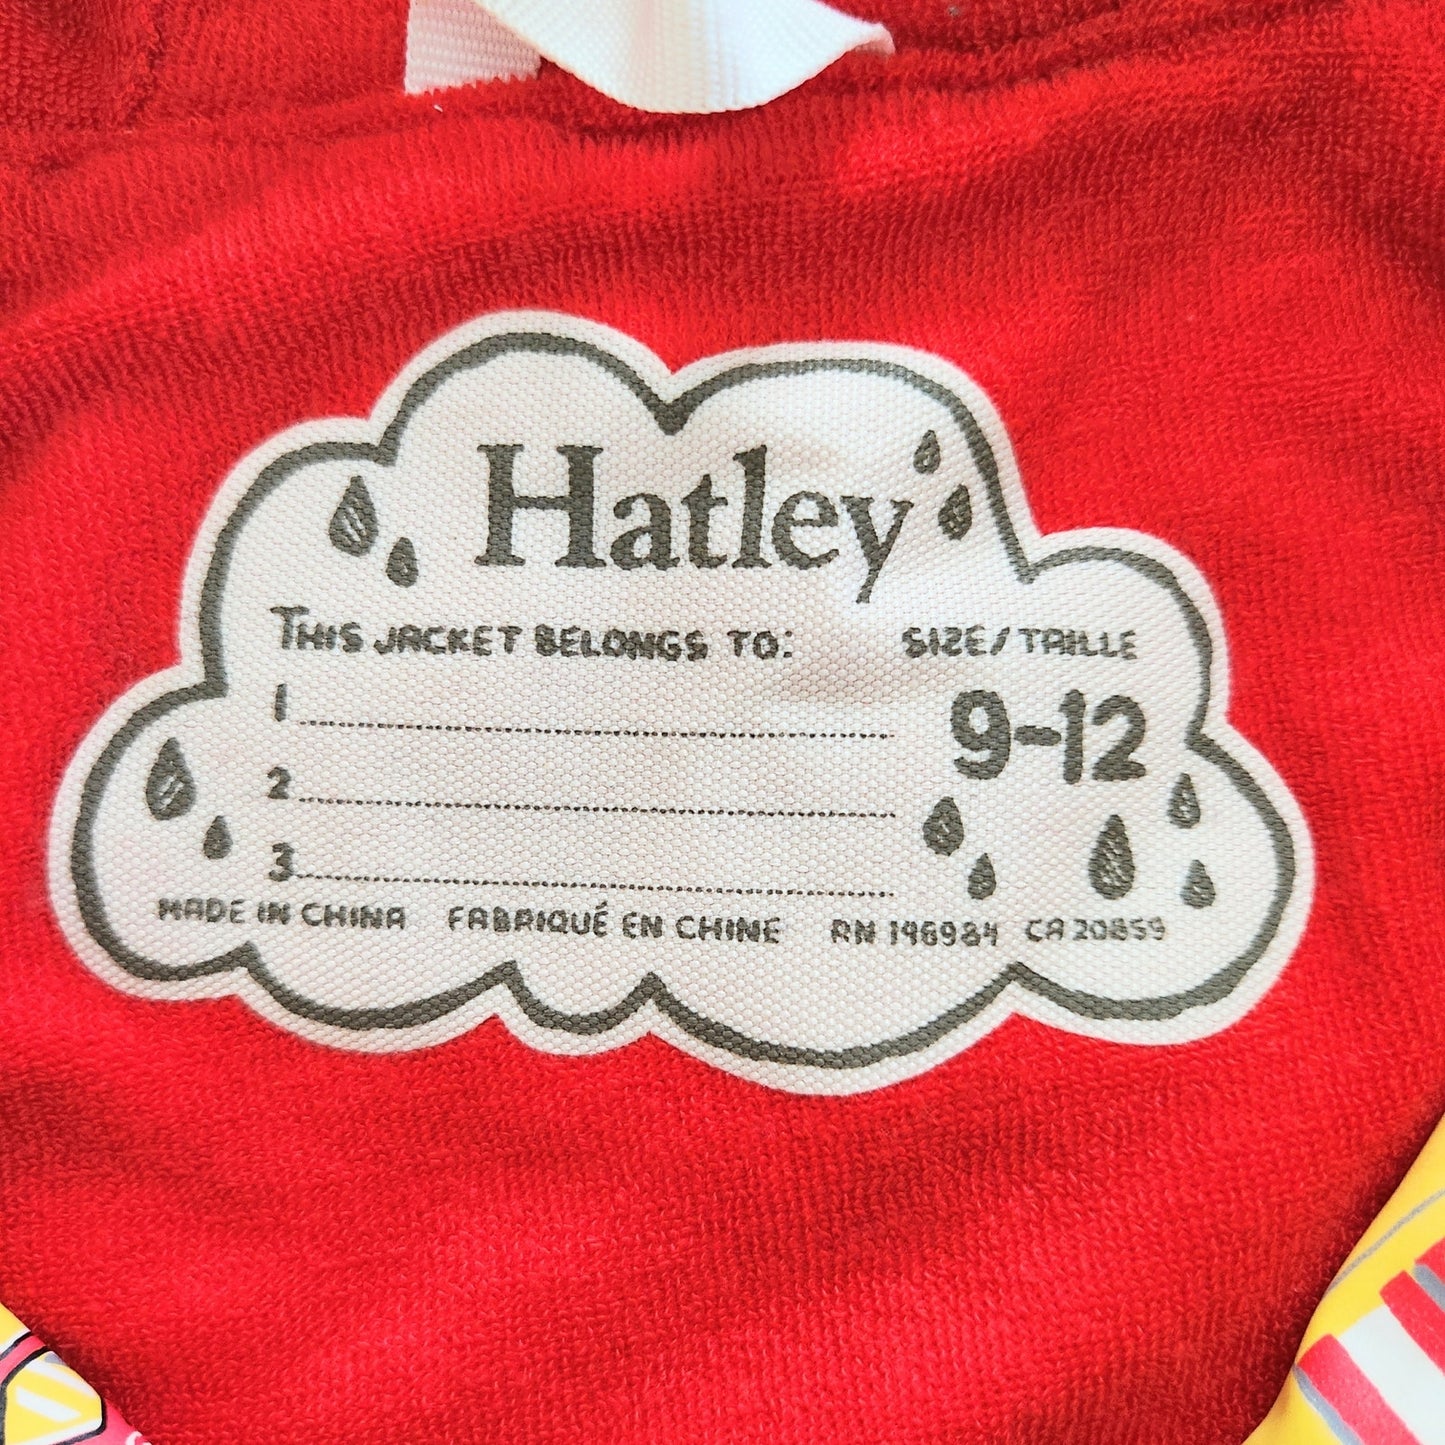 Hatley
THIS JACKET BELONGS TO: SIZE/TAILLE
1
9-12
2
3
MADE IN CHINA FABRIQUÉ EN CHINE RN 146984 CA 20859